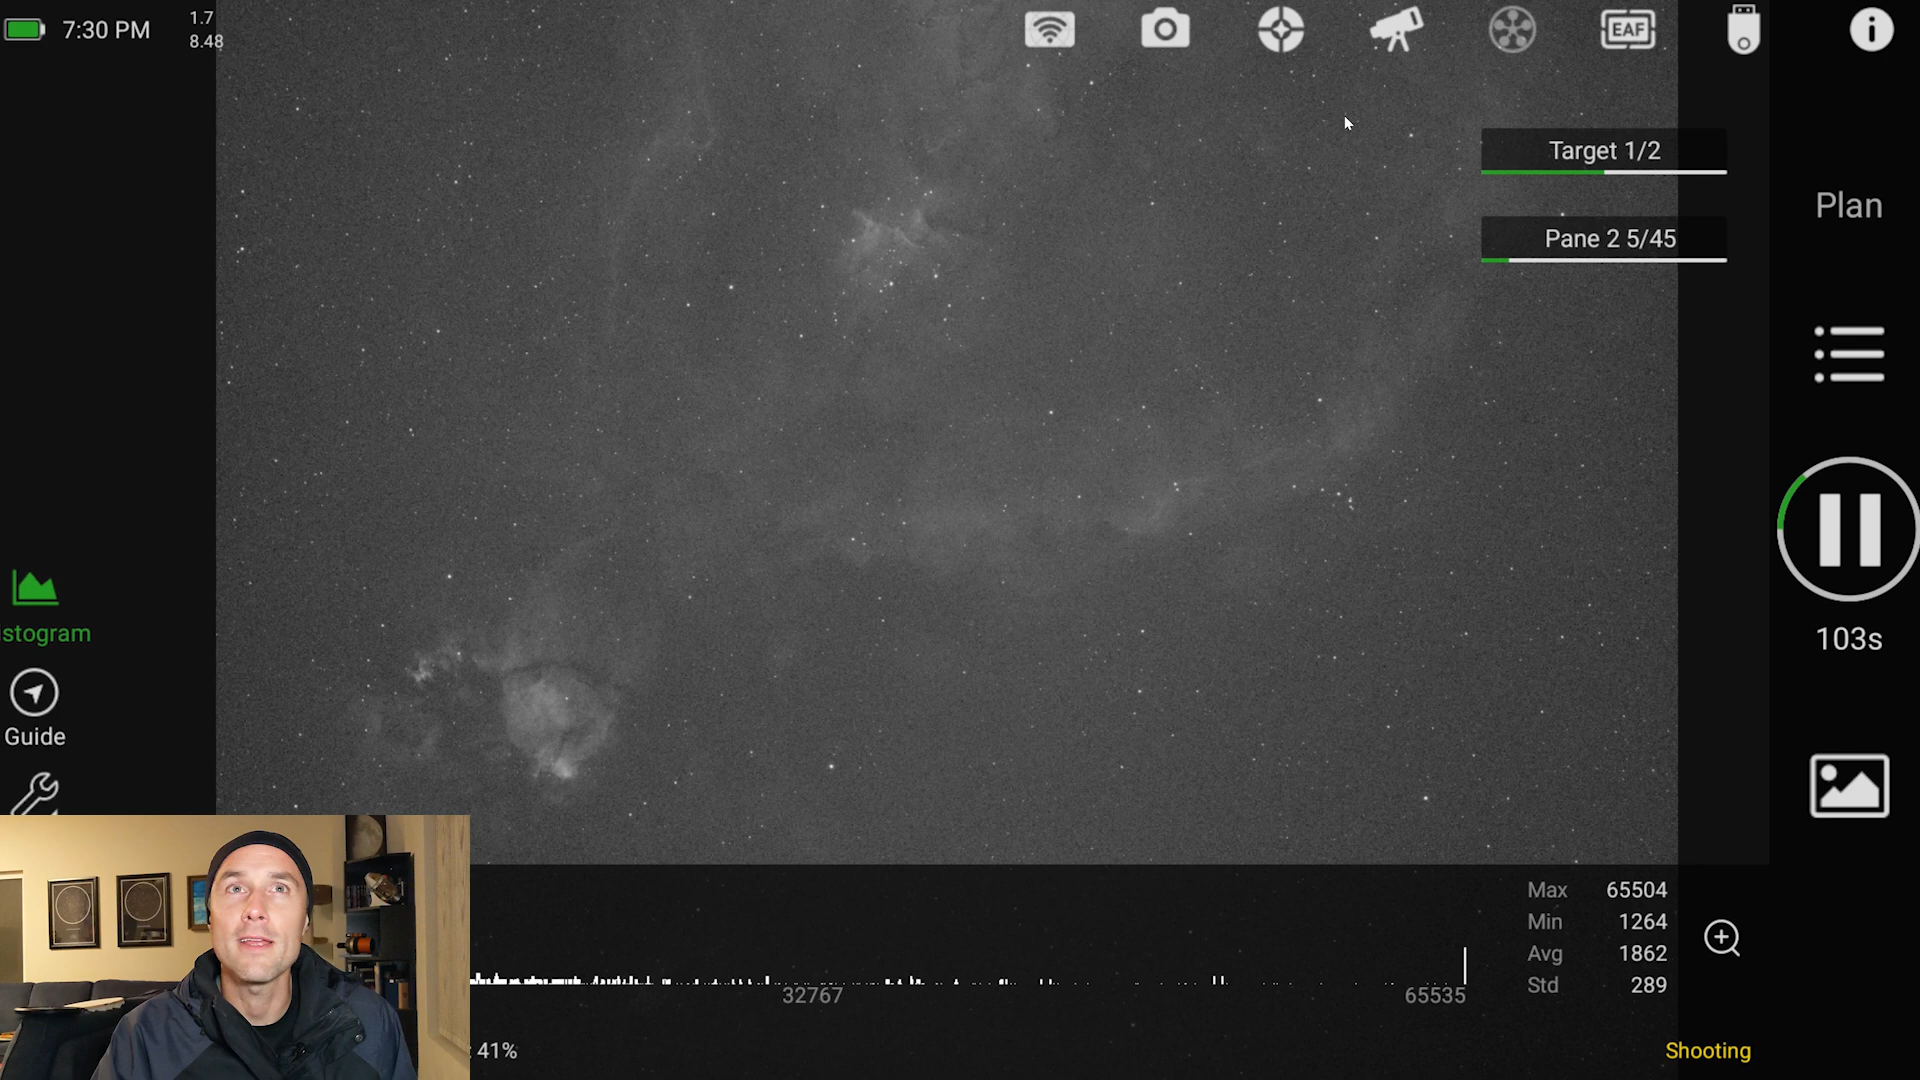 7:30 PM
1.7
8.48
EAF
Target 1/2
Plan
Pane 2 5/45
istogram
103s
Guide
Max 65504
Min 1264
Avg 1862
Std 289
32767
65535
: 41%
Shooting